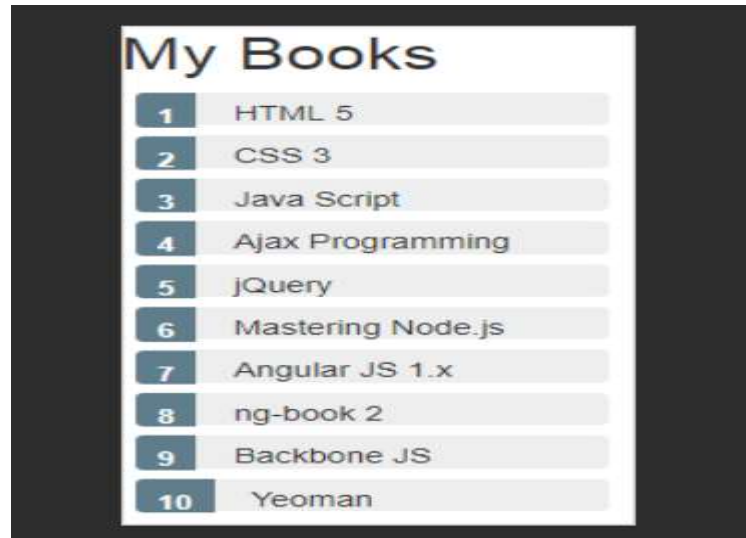 My Books
1 HTML 5
2 CSS 3
3 Java Script
4 Ajax Programming
5 jQuery
6 Mastering Node.js
7 Angular JS 1.x
8 ng-book 2
9 Backbone JS
10 Yeoman